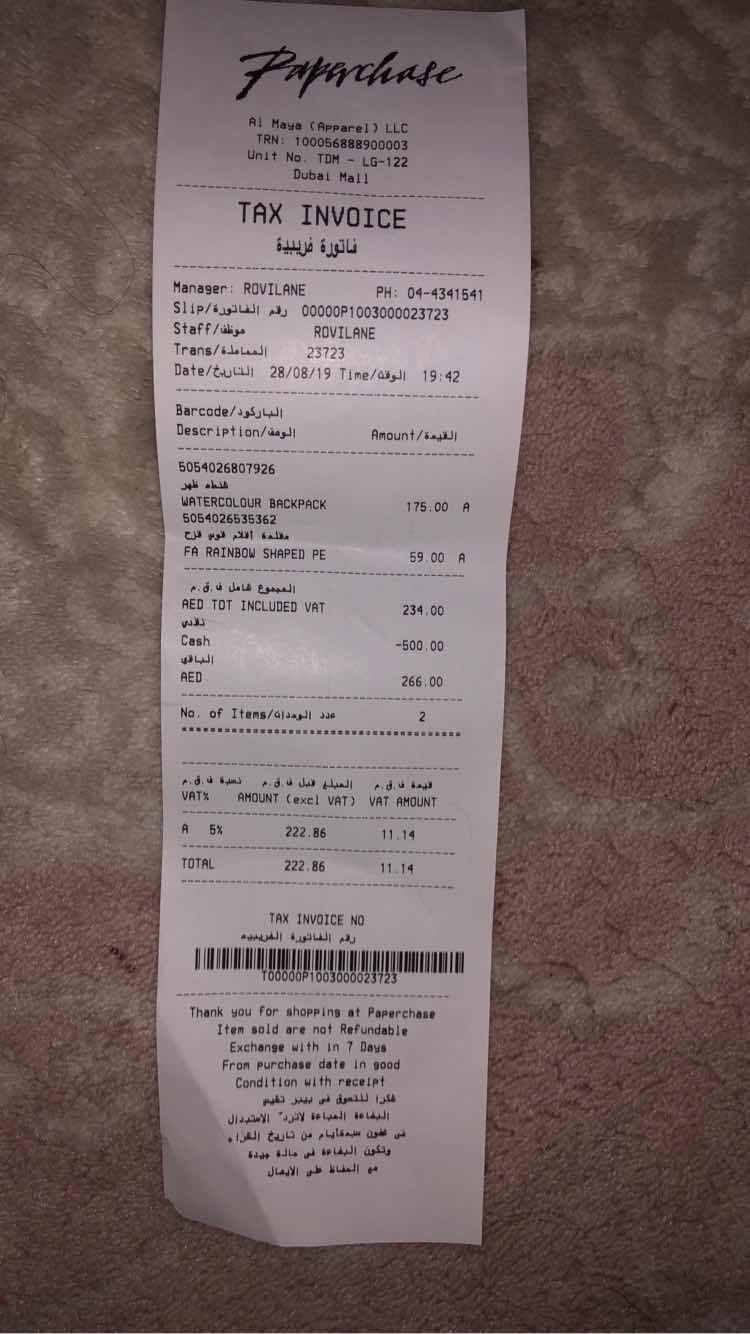 Paperchase
Al Maya (Apparel) LLC
TRN: 100056888900003
Unit No. TDM - LG-122
Dubai Mall
TAX INVOICE
فاتورة ضريبية
Manager: ROVILANE PH: 04-4341541
Slip/رقم الفاتورة 00000P1003000023723
Staff/موظف ROVILANE
Trans/المعاملة 23723
Date/التاريخ 28/08/19 Time/الوقت 19:42
Barcode/الباركود
Description/الوصف Amount/القيمة
5054026807926
شنطه ظهر
WATERCOLOUR BACKPACK 175.00 A
5054026535362
مقلمة أقلام قوس قزح
FA RAINBOW SHAPED PE 59.00 A
المجموع شامل ض.ق.م
AED TOT INCLUDED VAT 234.00
نقدي
Cash -500.00
الباقي
AED 266.00
No. of Items/عدد الوحدات 2
نسبة ض.ق.م المبلغ قبل ض.ق.م قيمة ض.ق.م
VAT% AMOUNT (excl VAT) VAT AMOUNT
A 5% 222.86 11.14
TOTAL 222.86 11.14
TAX INVOICE NO
رقم الفاتورة الضريبيه
T00000P1003000023723
Thank you for shopping at Paperchase
Item sold are not Refundable
Exchange with in 7 Days
From purchase date in good
Condition with receipt
شكرا للتسوق في بيبر تشيس
البضاعة المباعة لاترد" الاستبدال
في غضون سبعةأيام من تاريخ الشراء
وتكون البضاعة في حالة جيدة
مع الحفاظ على الايصال